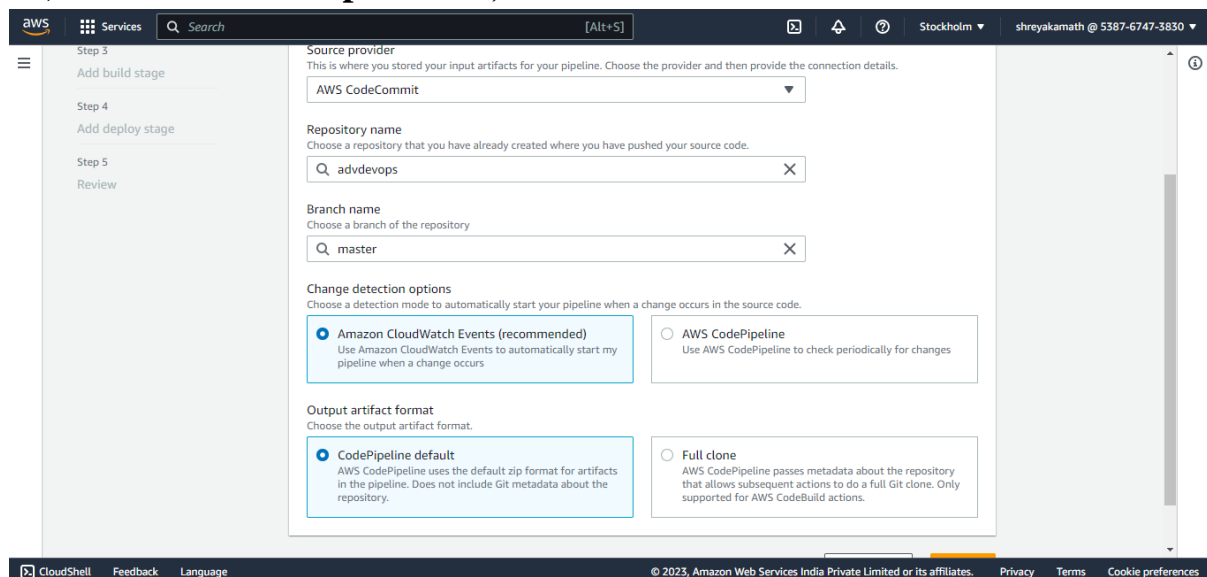 aws
Services
Search
[Alt+S]
Stockholm
shreyakamath @ 5387-6747-3830
Step 3
Add build stage
Step 4
Add deploy stage
Step 5
Review
Source provider
This is where you stored your input artifacts for your pipeline. Choose the provider and then provide the connection details.
AWS CodeCommit
Repository name
Choose a repository that you have already created where you have pushed your source code.
advdevops
Branch name
Choose a branch of the repository
master
Change detection options
Choose a detection mode to automatically start your pipeline when a change occurs in the source code.
Amazon CloudWatch Events (recommended)
Use Amazon CloudWatch Events to automatically start my
pipeline when a change occurs
AWS CodePipeline
Use AWS CodePipeline to check periodically for changes
Output artifact format
Choose the output artifact format.
CodePipeline default
AWS CodePipeline uses the default zip format for artifacts
in the pipeline. Does not include Git metadata about the
repository.
Full clone
AWS CodePipeline passes metadata about the repository
that allows subsequent actions to do a full Git clone. Only
supported for AWS CodeBuild actions.
CloudShell
Feedback
Language
© 2023, Amazon Web Services India Private Limited or its affiliates.
Privacy
Terms
Cookie preferences